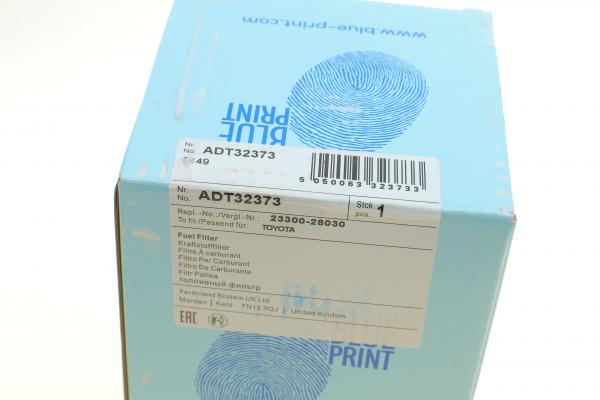 www.blue-print.com
BLUE
PRINT
Nr.
No. ADT32373
5 050063 323733
Nr.
No. ADT32373
Stck
pcs. 1
Repl.-No.:/Vergl.-Nr.: 23300-28030
To fit:/Passend für: TOYOTA
Fuel Filter
Kraftstofffilter
Filtre À carburant
Filtro Per Carburant
Filtro De Carburante
Filtr Paliwa
топливный фильтр
Ferdinand Bilstein UK Ltd
Marden | Kent TN12 9QJ | United Kindom
EAC
BLUE
PRINT